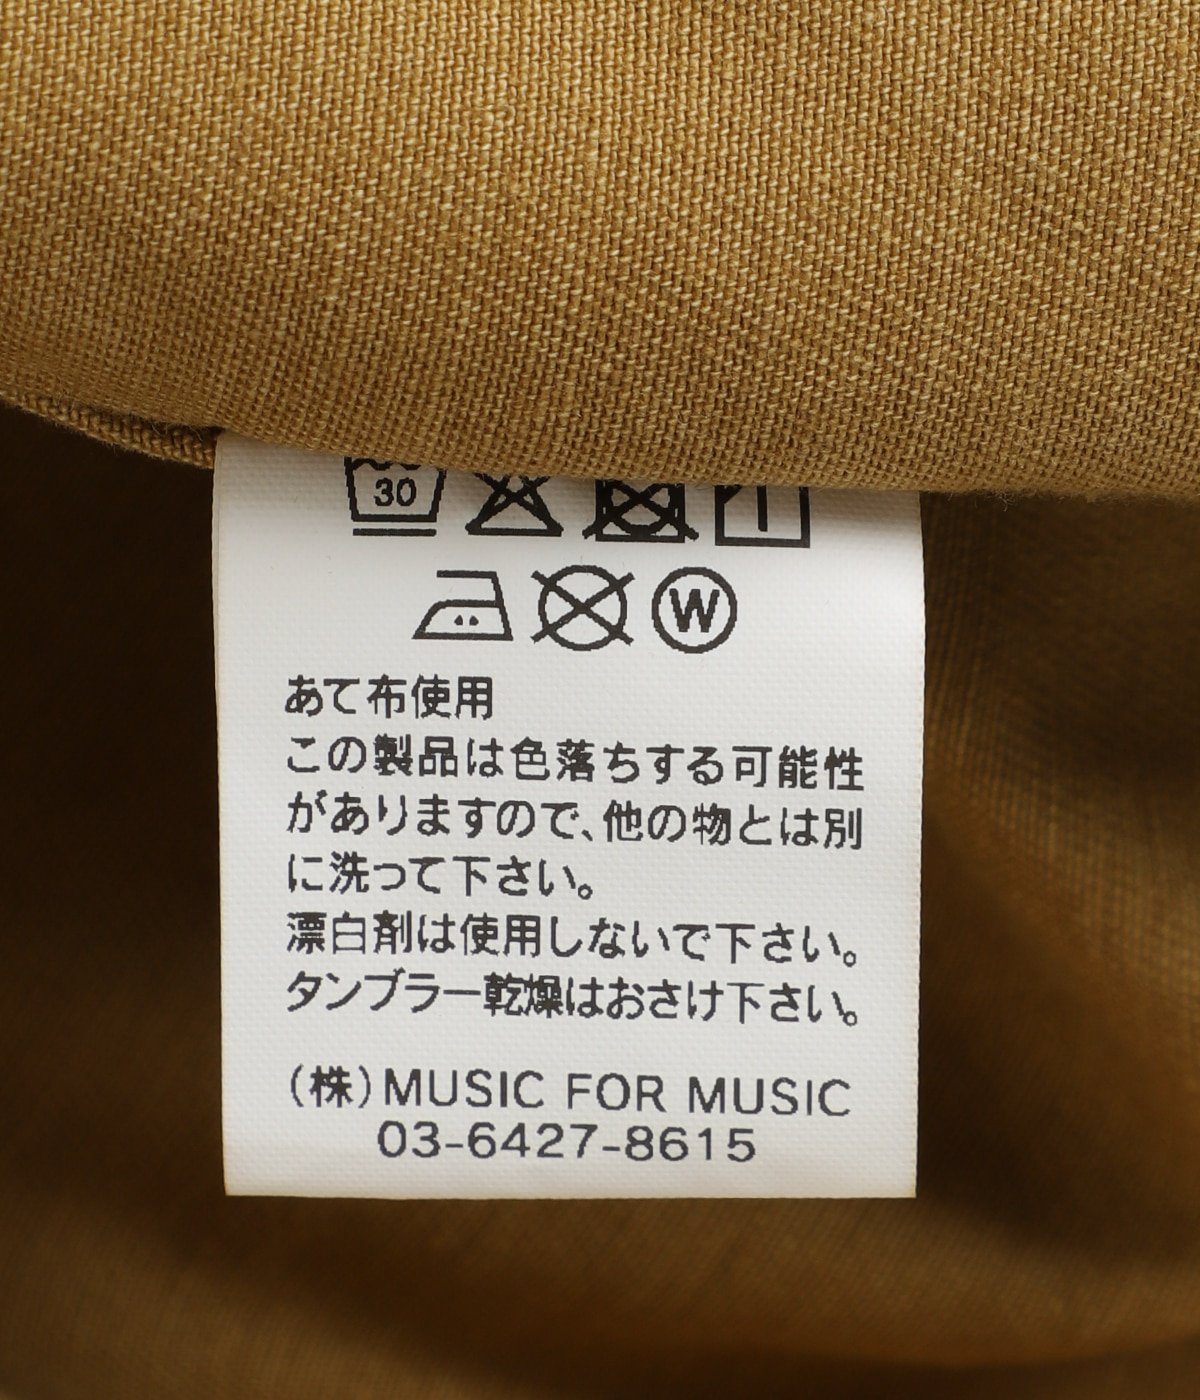 30
W
あて布使用
この製品は色落ちする可能性
がありますので、他の物とは別
に洗って下さい。
漂白剤は使用しないで下さい。
タンブラー乾燥はおさけ下さい。
(株)MUSIC FOR MUSIC
03-6427-8615